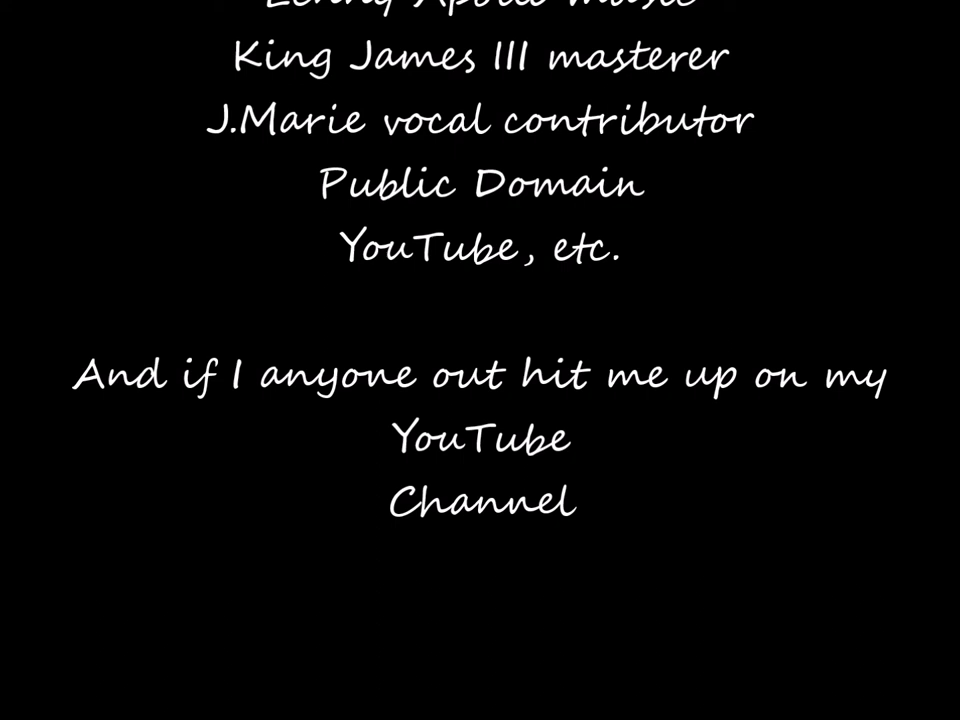 music
King James III masterer
J.Marie vocal contributor
Public Domain
YouTube, etc.
And if I anyone out hit me up on my
YouTube
Channel